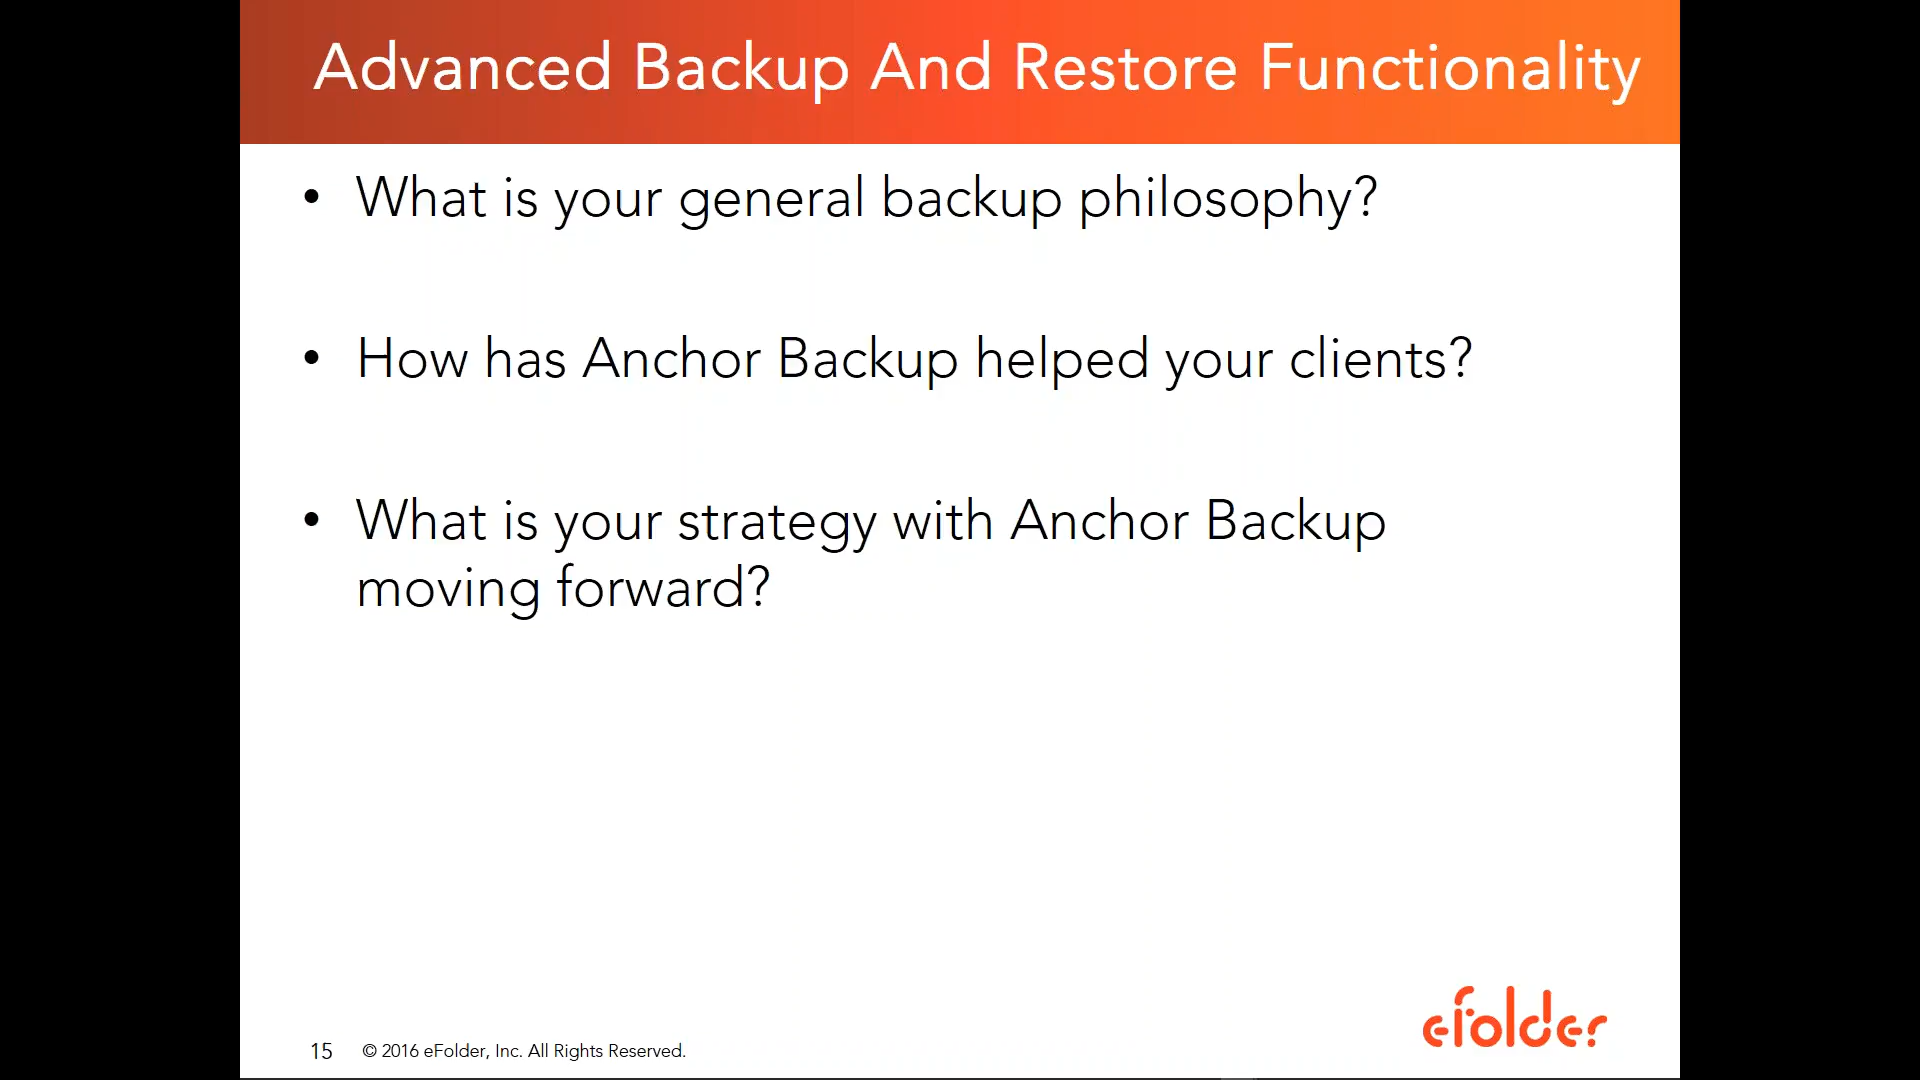 Advanced Backup And Restore Functionality
• What is your general backup philosophy?
• How has Anchor Backup helped your clients?
• What is your strategy with Anchor Backup
moving forward?
efolder
15 © 2016 eFolder, Inc. All Rights Reserved.